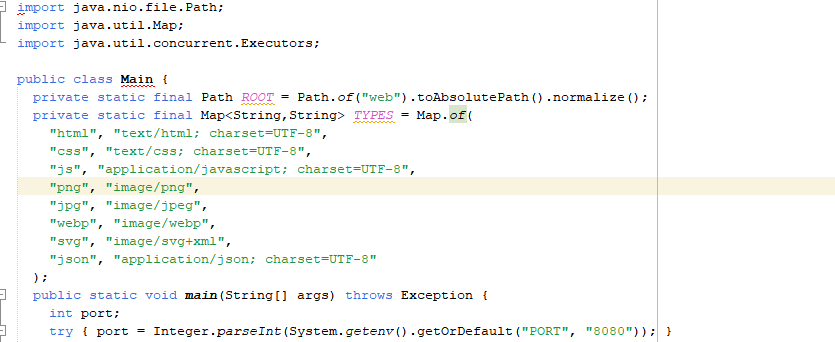 import java.nio.file.Path;
import java.util.Map;
import java.util.concurrent.Executors;

public class Main {
  private static final Path ROOT = Path.of("web").toAbsolutePath().normalize();
  private static final Map<String,String> TYPES = Map.of(
    "html", "text/html; charset=UTF-8",
    "css", "text/css; charset=UTF-8",
    "js", "application/javascript; charset=UTF-8",
    "png", "image/png",
    "jpg", "image/jpeg",
    "webp", "image/webp",
    "svg", "image/svg+xml",
    "json", "application/json; charset=UTF-8"
  );
  public static void main(String[] args) throws Exception {
    int port;
    try { port = Integer.parseInt(System.getenv().getOrDefault("PORT", "8080")); }